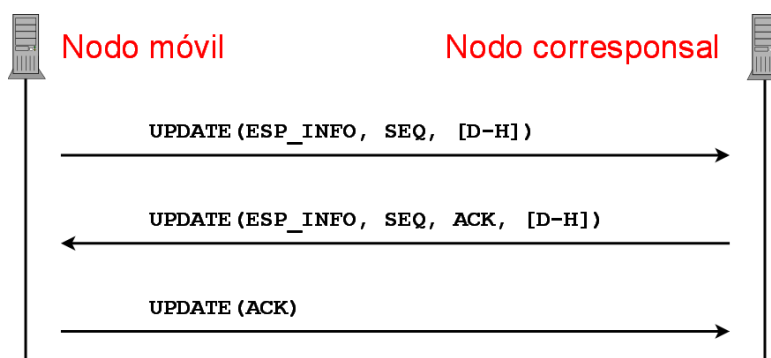 Nodo móvil
Nodo corresponsal
UPDATE(ESP_INFO, SEQ, [D-H])
UPDATE(ESP_INFO, SEQ, ACK, [D-H])
UPDATE(ACK)